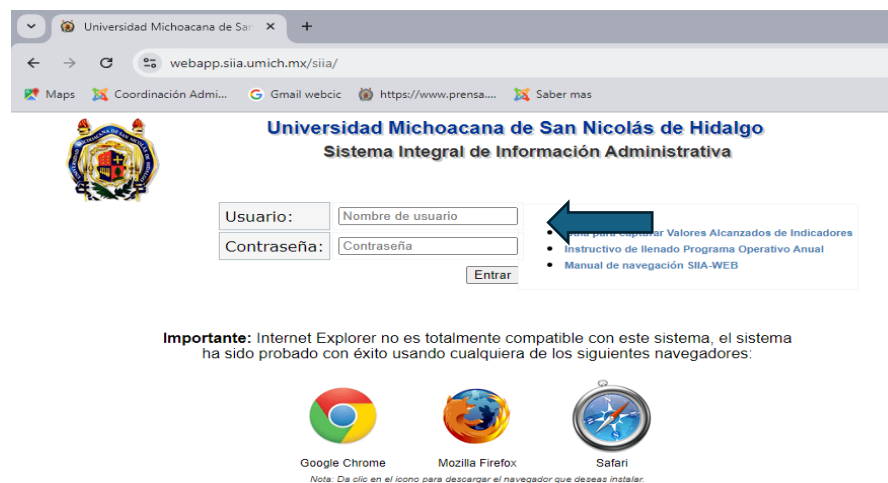 Universidad Michoacana de Sa
webapp.siia.umich.mx/siia/
Maps
Coordinación Admi...
Gmail webcic
https://www.prensa....
Saber mas
Universidad Michoacana de San Nicolás de Hidalgo
Sistema Integral de Información Administrativa
Usuario:
Nombre de usuario
Contraseña:
Contraseña
Entrar
para capturar Valores Alcanzados de Indicadores
Instructivo de llenado Programa Operativo Anual
Manual de navegación SIIA-WEB
Importante: Internet Explorer no es totalmente compatible con este sistema, el sistema
ha sido probado con éxito usando cualquiera de los siguientes navegadores:
Google Chrome
Mozilla Firefox
Safari
Nota: Da clic en el icono para descargar el navegador que deseas instalar.